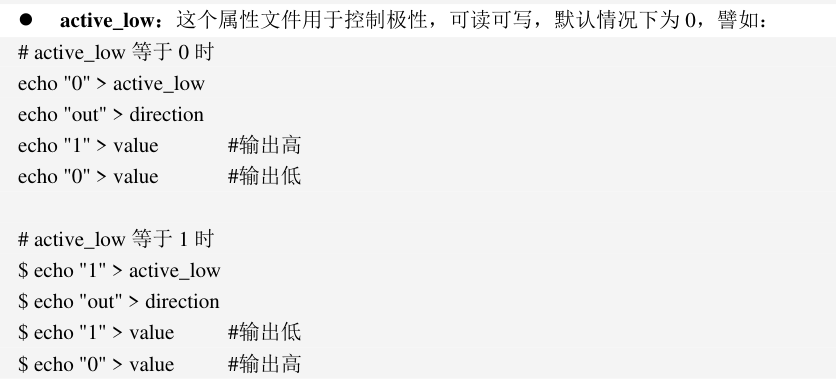 ● active_low：这个属性文件用于控制极性，可读可写，默认情况下为 0，譬如：
# active_low 等于 0 时
echo "0" > active_low
echo "out" > direction
echo "1" > value #输出高
echo "0" > value #输出低
# active_low 等于 1 时
$ echo "1" > active_low
$ echo "out" > direction
$ echo "1" > value #输出低
$ echo "0" > value #输出高